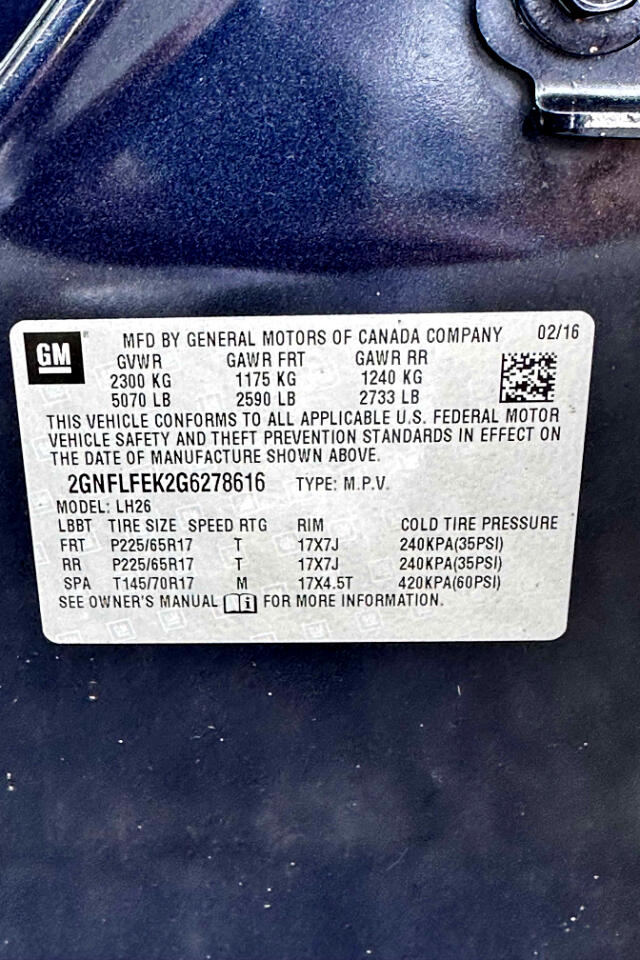 GM
MFD BY GENERAL MOTORS OF CANADA COMPANY 02/16
GVWR GAWR FRT GAWR RR
2300 KG 1175 KG 1240 KG
5070 LB 2590 LB 2733 LB
THIS VEHICLE CONFORMS TO ALL APPLICABLE U.S. FEDERAL MOTOR
VEHICLE SAFETY AND THEFT PREVENTION STANDARDS IN EFFECT ON
THE DATE OF MANUFACTURE SHOWN ABOVE.
2GNFLFEK2G6278616 TYPE: M.P.V.
MODEL: LH26
LBBT TIRE SIZE SPEED RTG RIM COLD TIRE PRESSURE
FRT P225/65R17 T 17X7J 240KPA(35PSI)
RR P225/65R17 T 17X7J 240KPA(35PSI)
SPA T145/70R17 M 17X4.5T 420KPA(60PSI)
SEE OWNER'S MANUAL FOR MORE INFORMATION.